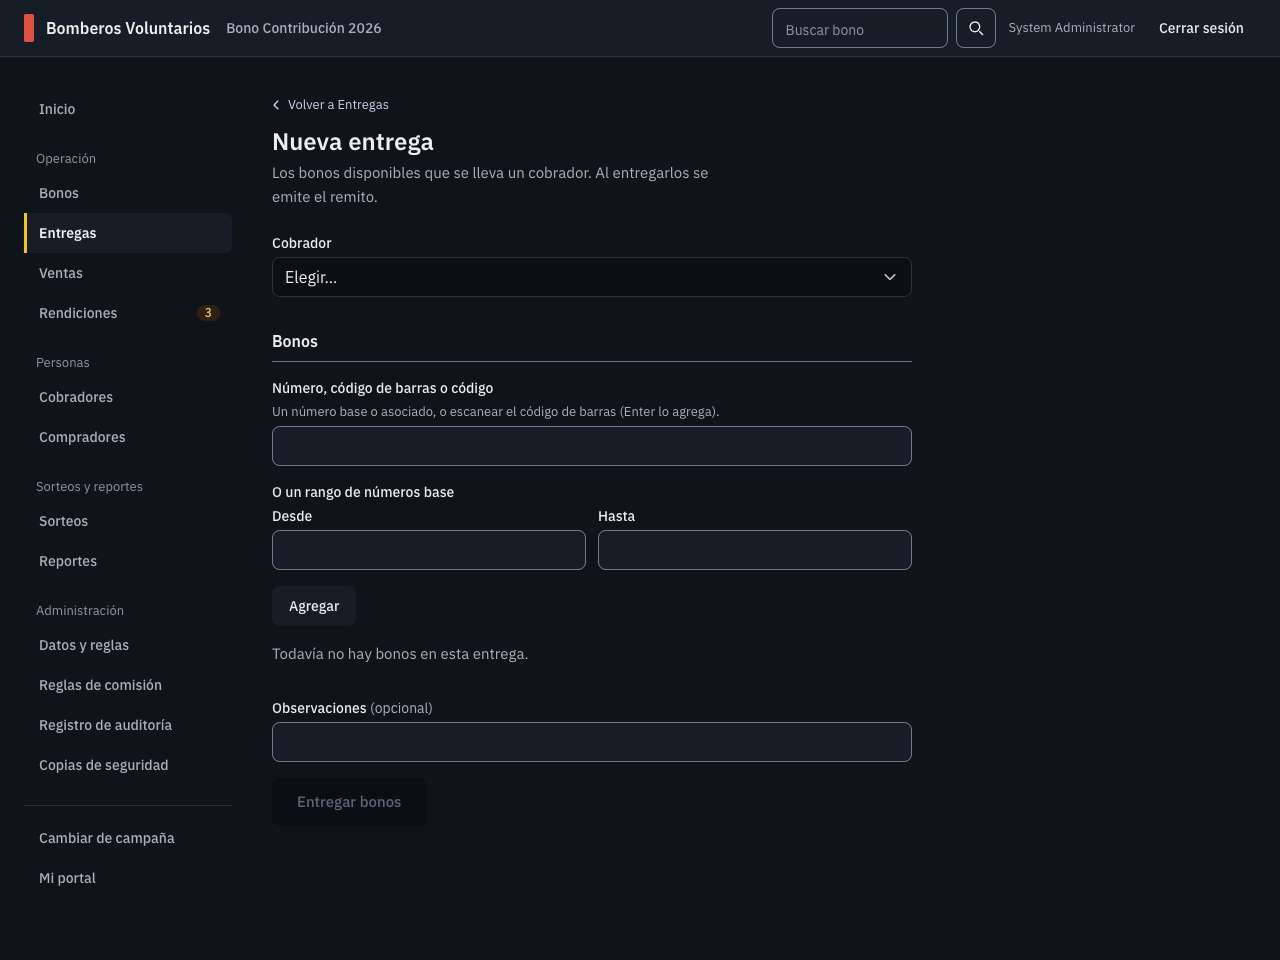 Bomberos Voluntarios
Bono Contribución 2026
Buscar bono
System Administrator
Cerrar sesión
Inicio
Operación
Bonos
Entregas
Ventas
Rendiciones
3
Personas
Cobradores
Compradores
Sorteos y reportes
Sorteos
Reportes
Administración
Datos y reglas
Reglas de comisión
Registro de auditoría
Copias de seguridad
Cambiar de campaña
Mi portal
Volver a Entregas
Nueva entrega
Los bonos disponibles que se lleva un cobrador. Al entregarlos se
emite el remito.
Cobrador
Elegir...
Bonos
Número, código de barras o código
Un número base o asociado, o escanear el código de barras (Enter lo agrega).
O un rango de números base
Desde
Hasta
Agregar
Todavía no hay bonos en esta entrega.
Observaciones (opcional)
Entregar bonos